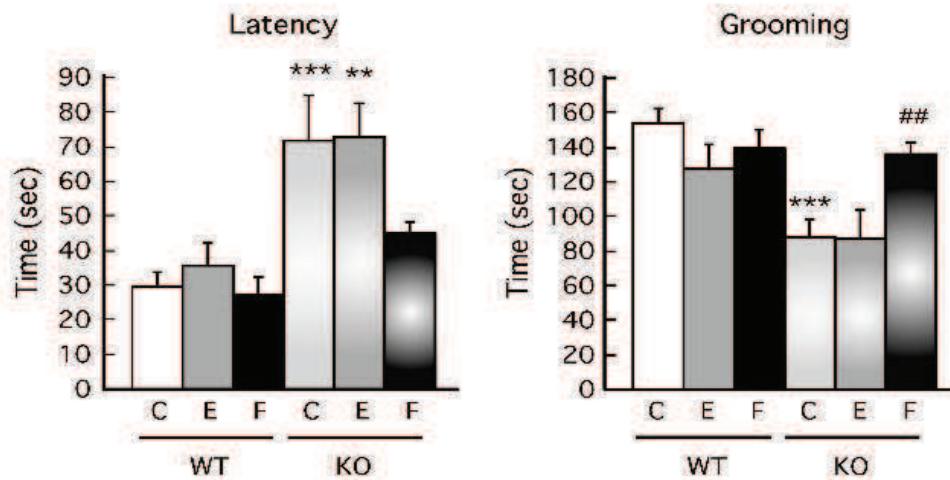 Latency
Time (sec)
90
80
70
60
50
40
30
20
10
0
*** **
C E F C E F
WT KO
Grooming
Time (sec)
180
160
140
120
100
80
60
40
20
0
##
***
C E F C E F
WT KO